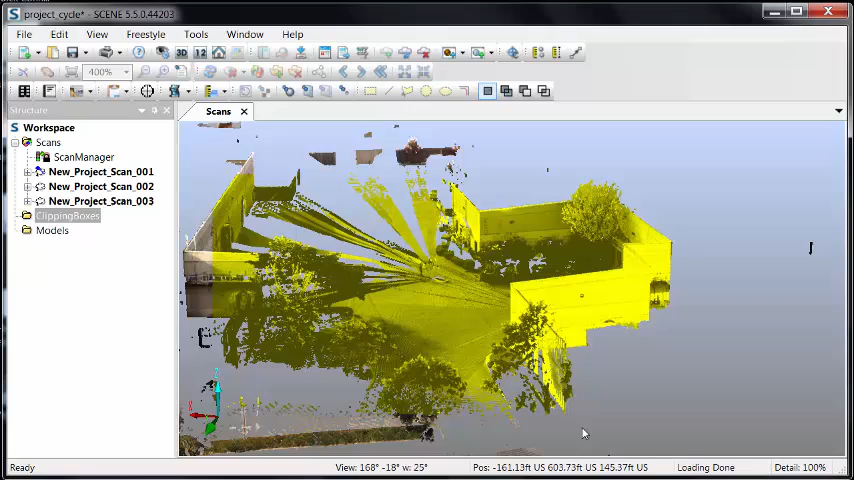 project_cycle* - SCENE 5.5.0.44203
File Edit View Freestyle Tools Window Help
3D
400%
Structure
Scans
Workspace
Scans
ScanManager
New_Project_Scan_001
New_Project_Scan_002
New_Project_Scan_003
ClippingBoxes
Models
Ready
View: 168° -18° w: 25°
Pos: -161.13ft US 603.73ft US 145.37ft US
Loading Done
Detail: 100%